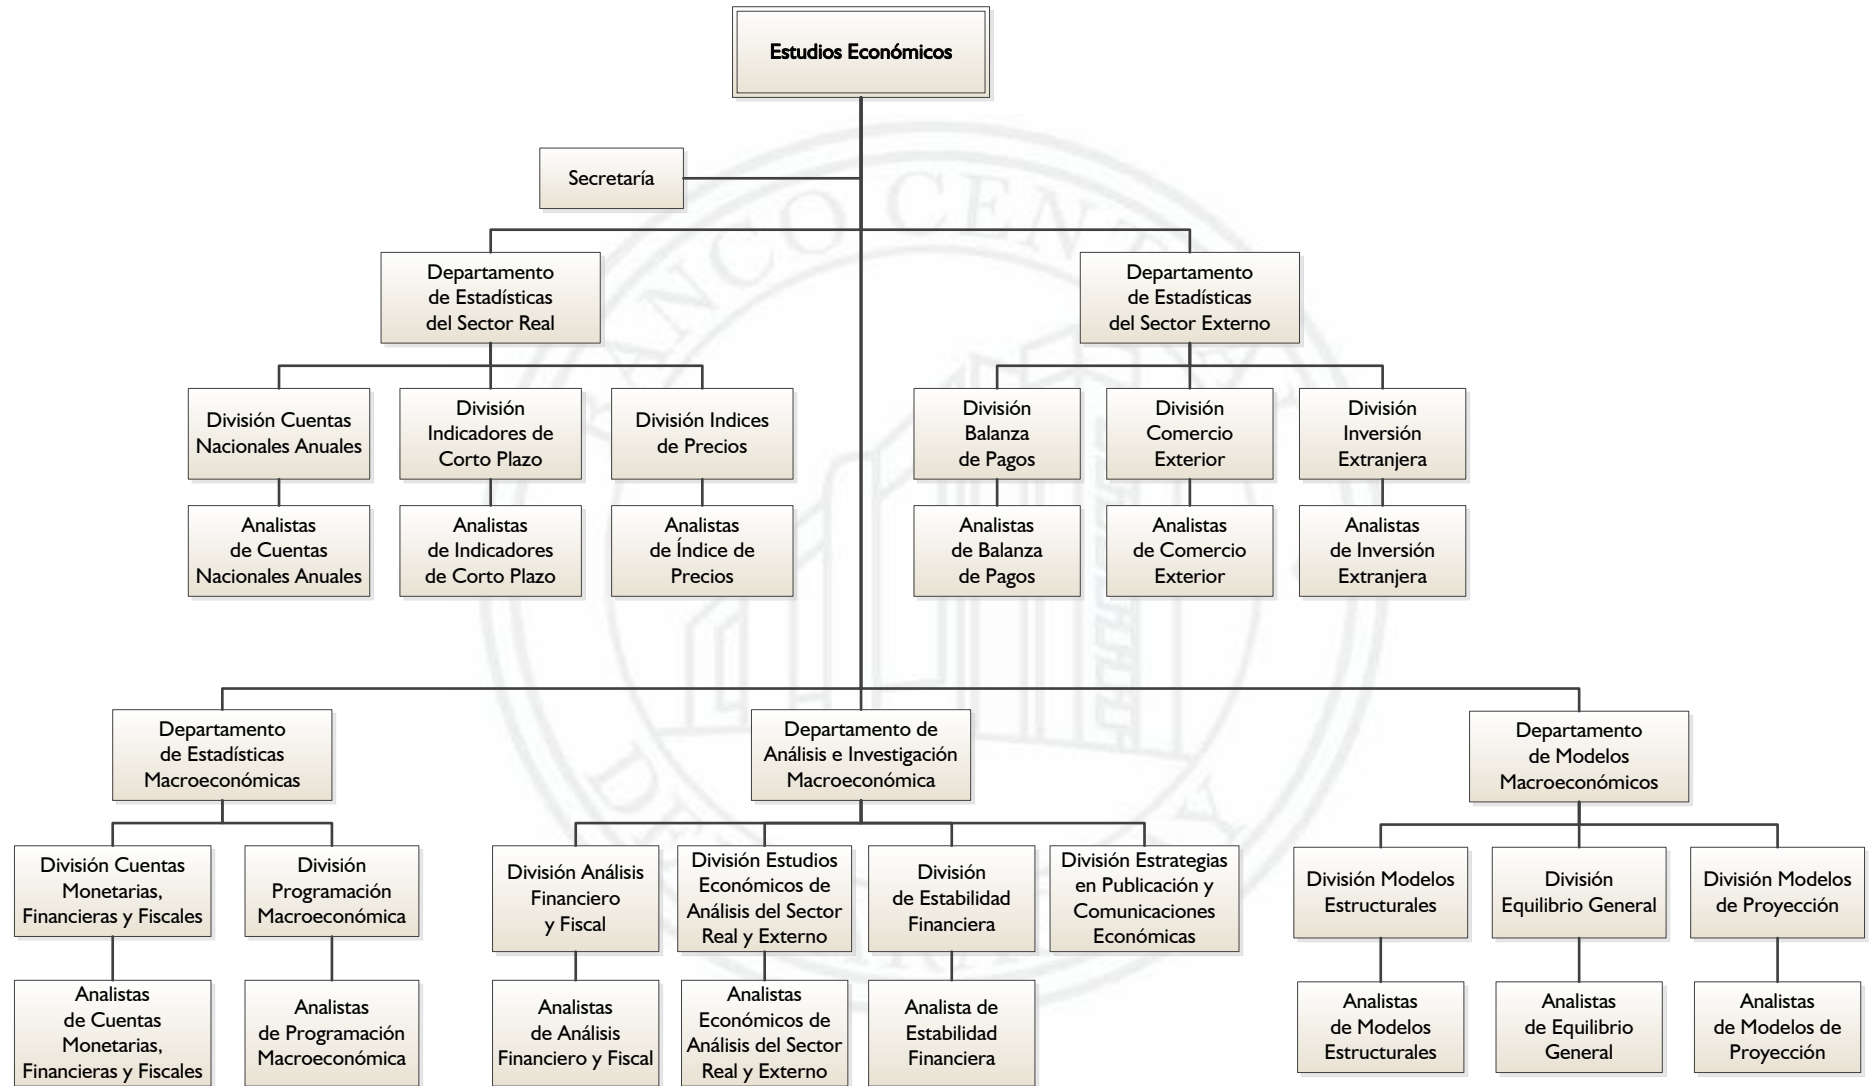 Estudios Económicos
Secretaría
Departamento
de Estadísticas
del Sector Real
Departamento
de Estadísticas
del Sector Externo
División Cuentas
Nacionales Anuales
División
Indicadores de
Corto Plazo
División Indices
de Precios
División
Balanza
de Pagos
División
Comercio
Exterior
División
Inversión
Extranjera
Analistas
de Cuentas
Nacionales Anuales
Analistas
de Indicadores
de Corto Plazo
Analistas
de Índice de
Precios
Analistas
de Balanza
de Pagos
Analistas
de Comercio
Exterior
Analistas
de Inversión
Extranjera
Departamento
de Estadísticas
Macroeconómicas
Departamento de
Análisis e Investigación
Macroeconómica
Departamento
de Modelos
Macroeconómicos
División Cuentas
Monetarias,
Financieras y Fiscales
División
Programación
Macroeconómica
División Análisis
Financiero
y Fiscal
División Estudios
Económicos de
Análisis del Sector
Real y Externo
División
de Estabilidad
Financiera
División Estrategias
en Publicación y
Comunicaciones
Económicas
División Modelos
Estructurales
División
Equilibrio General
División Modelos
de Proyección
Analistas
de Cuentas
Monetarias,
Financieras y Fiscales
Analistas
de Programación
Macroeconómica
Analistas
de Análisis
Financiero y Fiscal
Analistas
Económicos de
Análisis del Sector
Real y Externo
Analista de
Estabilidad
Financiera
Analistas
de Modelos
Estructurales
Analistas
de Equilibrio
General
Analistas
de Modelos de
Proyección